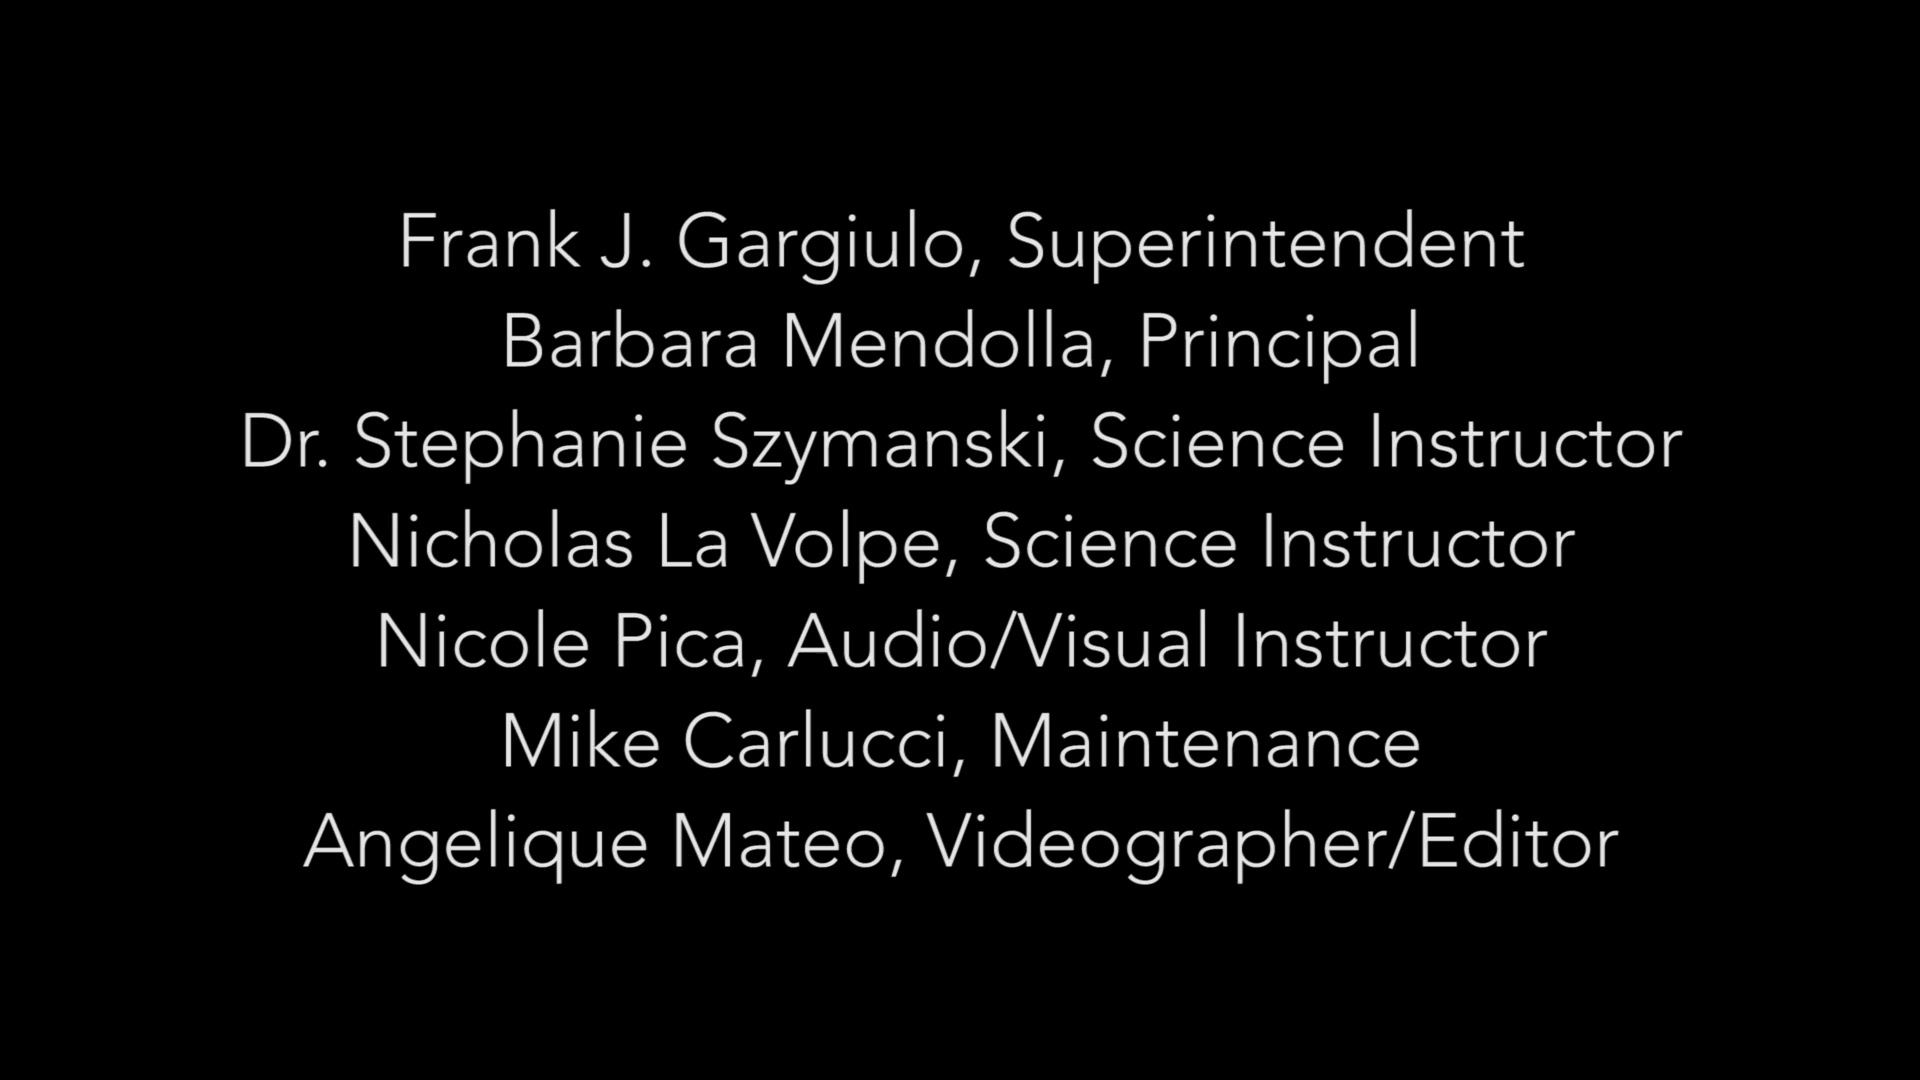 Frank J. Gargiulo, Superintendent
Barbara Mendolla, Principal
Dr. Stephanie Szymanski, Science Instructor
Nicholas La Volpe, Science Instructor
Nicole Pica, Audio/Visual Instructor
Mike Carlucci, Maintenance
Angelique Mateo, Videographer/Editor